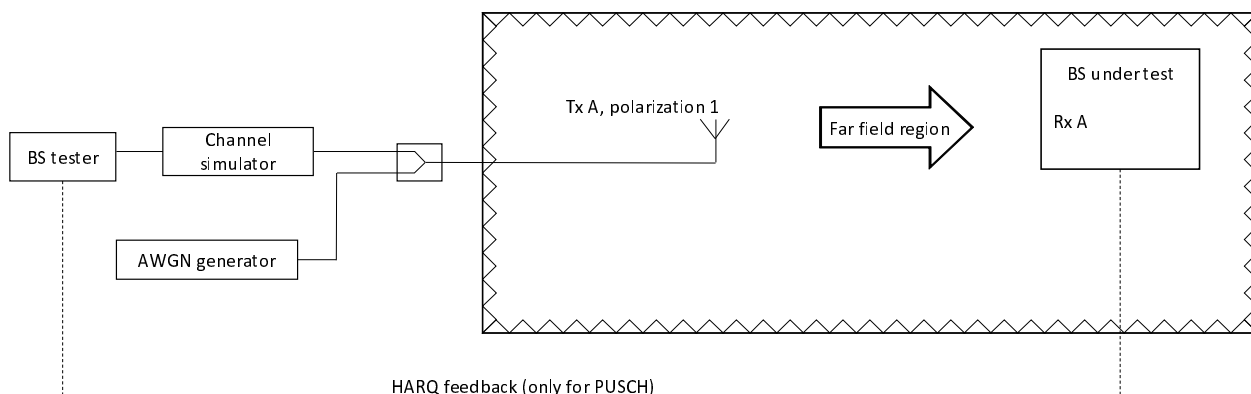 BS tester
Channel
simulator
AWGN generator
Tx A, polarization 1
Far field region
BS under test
Rx A
HARQ feedback (only for PUSCH)